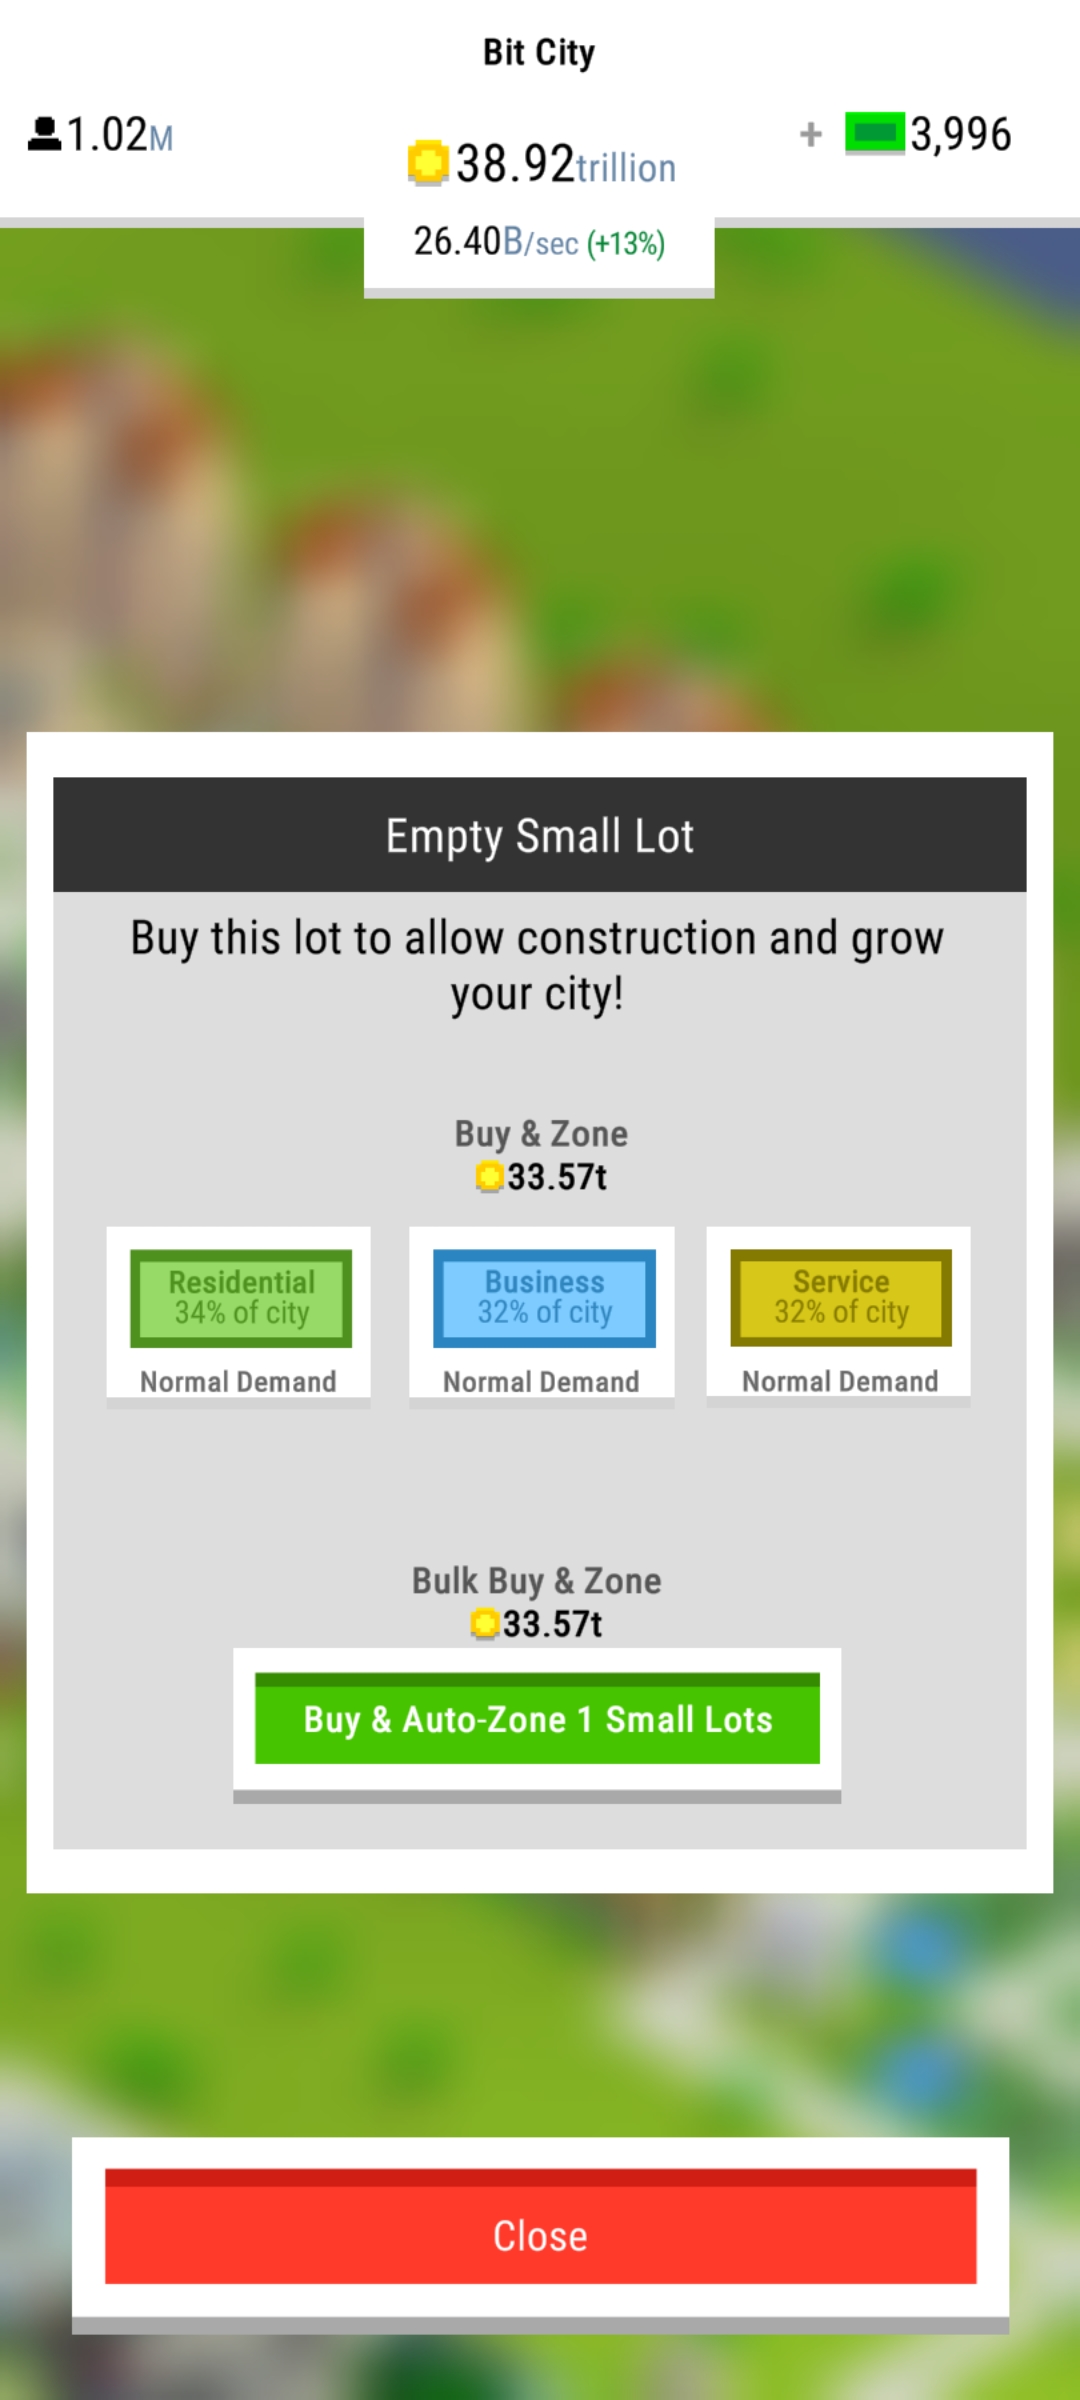 Bit City
1.02M
38.92trillion
+ 3,996
26.40B/sec (+13%)
Empty Small Lot
Buy this lot to allow construction and grow
your city!
Buy & Zone
33.57t
Residential
34% of city
Normal Demand
Business
32% of city
Normal Demand
Service
32% of city
Normal Demand
Bulk Buy & Zone
33.57t
Buy & Auto-Zone 1 Small Lots
Close